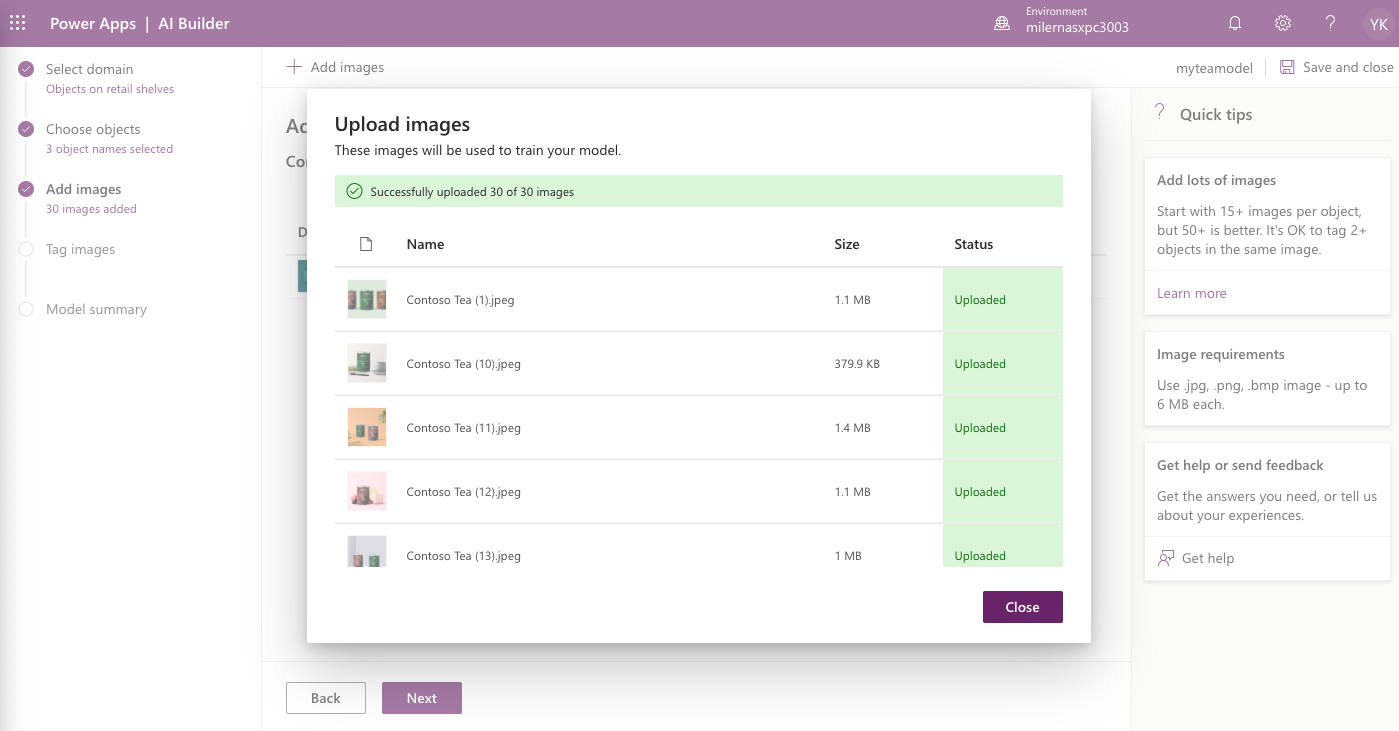 Power Apps | AI Builder
Environment
milernasxpc3003
YK
Select domain
Objects on retail shelves
Choose objects
3 object names selected
Add images
30 images added
Tag images
Model summary
Add images
myteamodel
Save and close
Upload images
These images will be used to train your model.
Successfully uploaded 30 of 30 images
Name Size Status
Contoso Tea (1).jpeg 1.1 MB Uploaded
Contoso Tea (10).jpeg 379.9 KB Uploaded
Contoso Tea (11).jpeg 1.4 MB Uploaded
Contoso Tea (12).jpeg 1.1 MB Uploaded
Contoso Tea (13).jpeg 1 MB Uploaded
Close
Back
Next
? Quick tips
Add lots of images
Start with 15+ images per object,
but 50+ is better. It's OK to tag 2+
objects in the same image.
Learn more
Image requirements
Use .jpg, .png, .bmp image - up to
6 MB each.
Get help or send feedback
Get the answers you need, or tell us
about your experiences.
Get help